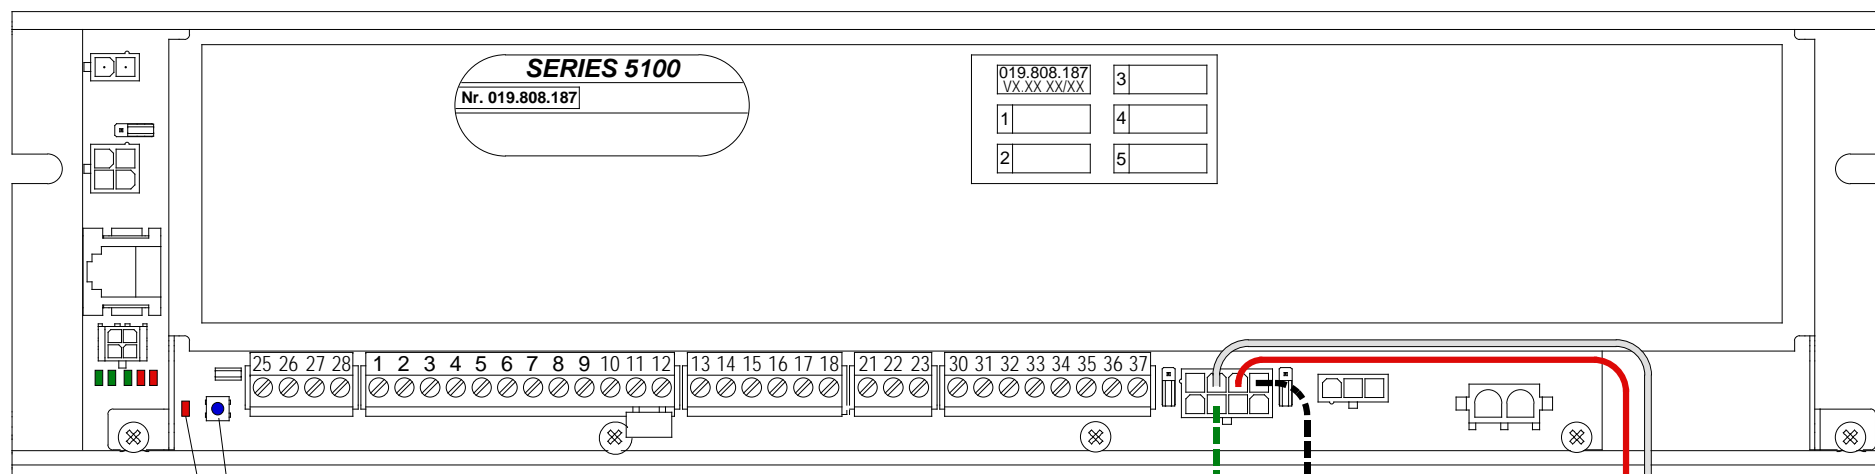 SERIES 5100
Nr. 019.808.187
019.808.187
VX.XX XX/XX
1
2
3
4
5
25 26 27 28 1 2 3 4 5 6 7 8 9 10 11 12 13 14 15 16 17 18 21 22 23 30 31 32 33 34 35 36 37